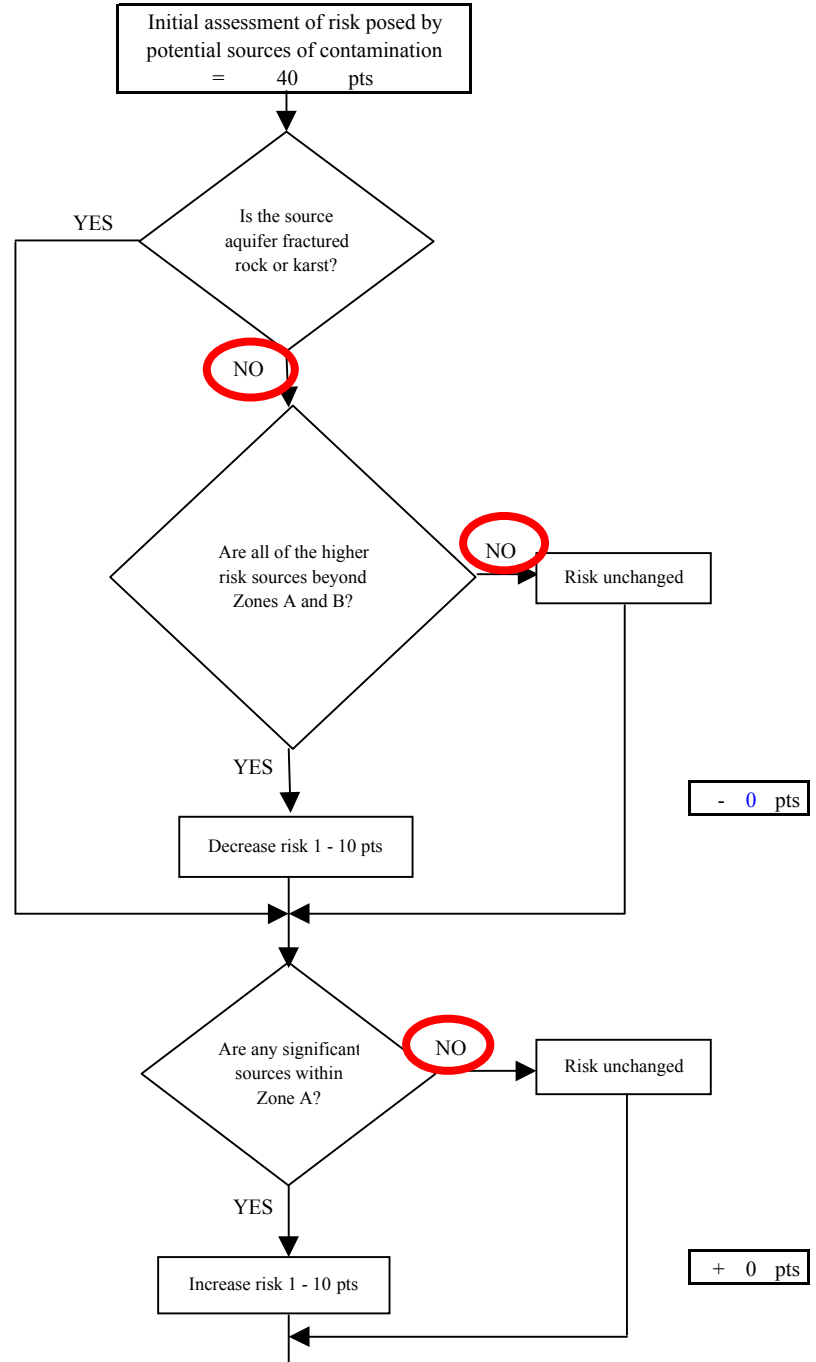 Initial assessment of risk posed by
potential sources of contamination
= 40 pts
YES
Is the source
aquifer fractured
rock or karst?
NO
Are all of the higher
risk sources beyond
Zones A and B?
NO
Risk unchanged
YES
- 0 pts
Decrease risk 1 - 10 pts
Are any significant
sources within
Zone A?
NO
Risk unchanged
YES
+ 0 pts
Increase risk 1 - 10 pts